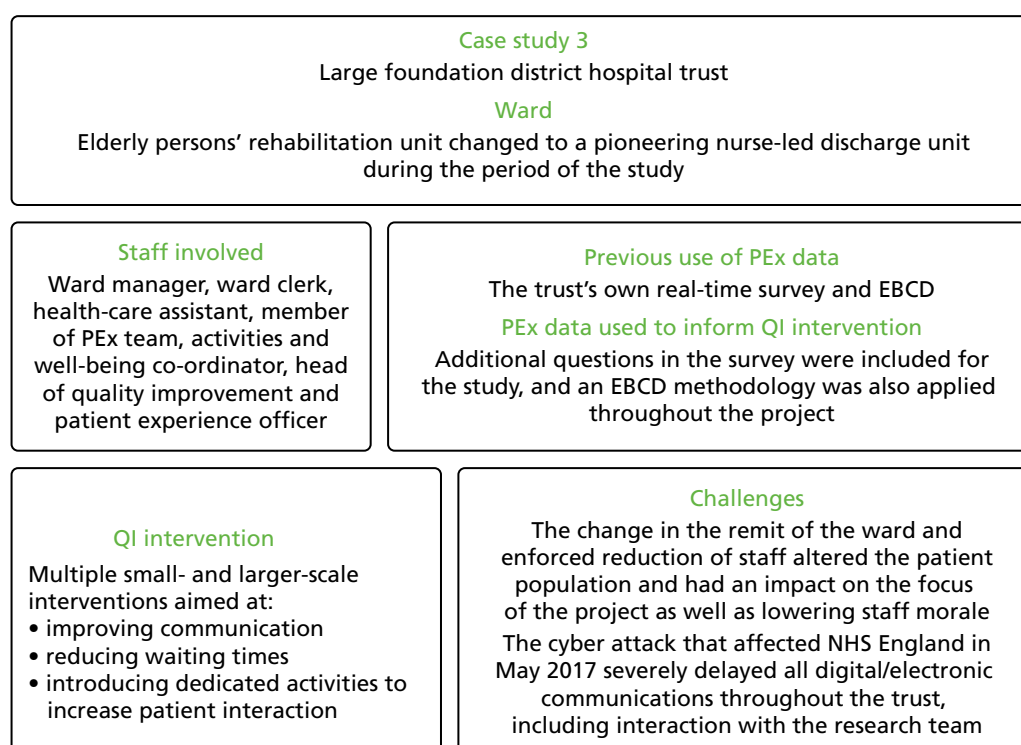 Case study 3
Large foundation district hospital trust
Ward
Elderly persons’ rehabilitation unit changed to a pioneering nurse-led discharge unit
during the period of the study
Staff involved
Ward manager, ward clerk,
health-care assistant, member
of PEx team, activities and
well-being co-ordinator, head
of quality improvement and
patient experience officer
Previous use of PEx data
The trust’s own real-time survey and EBCD
PEx data used to inform QI intervention
Additional questions in the survey were included for
the study, and an EBCD methodology was also applied
throughout the project
QI intervention
Multiple small- and larger-scale
interventions aimed at:
• improving communication
• reducing waiting times
• introducing dedicated activities to
increase patient interaction
Challenges
The change in the remit of the ward and
enforced reduction of staff altered the patient
population and had an impact on the focus
of the project as well as lowering staff morale
The cyber attack that affected NHS England in
May 2017 severely delayed all digital/electronic
communications throughout the trust,
including interaction with the research team